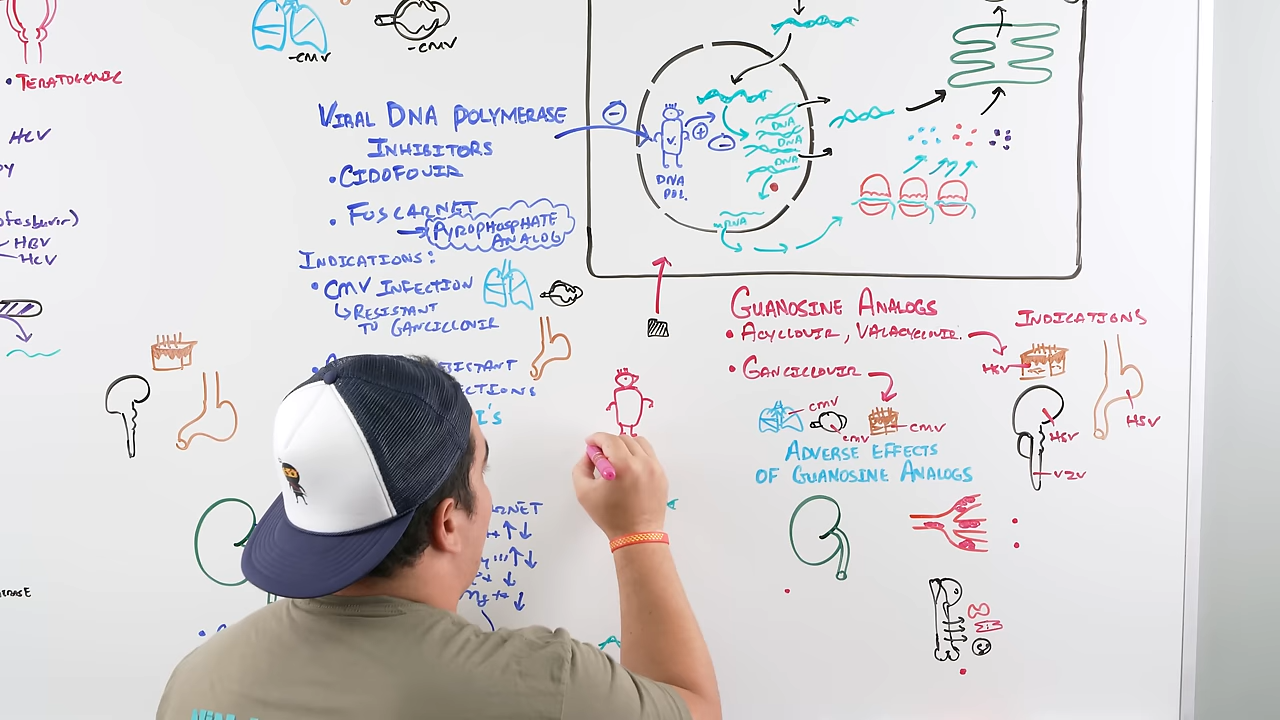 • TERATOGENIC
HCV
HBV
HCV
-CMV
-CMV
VIRAL DNA POLYMERASE
INHIBITORS
• CIDOFOVIR
• FOSCARNET
PYROPHOSPHATE
ANALOG
INDICATIONS:
• CMV INFECTION
RESISTANT
TO GANCICLOVIR
V.
DNA
POL.
DNA
DNA
DNA
mRNA
GUANOSINE ANALOGS
• ACYCLOVIR, VALACYCLOVIR
• GANCICLOVIR
CMV
CMV
CMV
ADVERSE EFFECTS
OF GUANOSINE ANALOGS
INDICATIONS
HSV
HSV
HSV
VZV